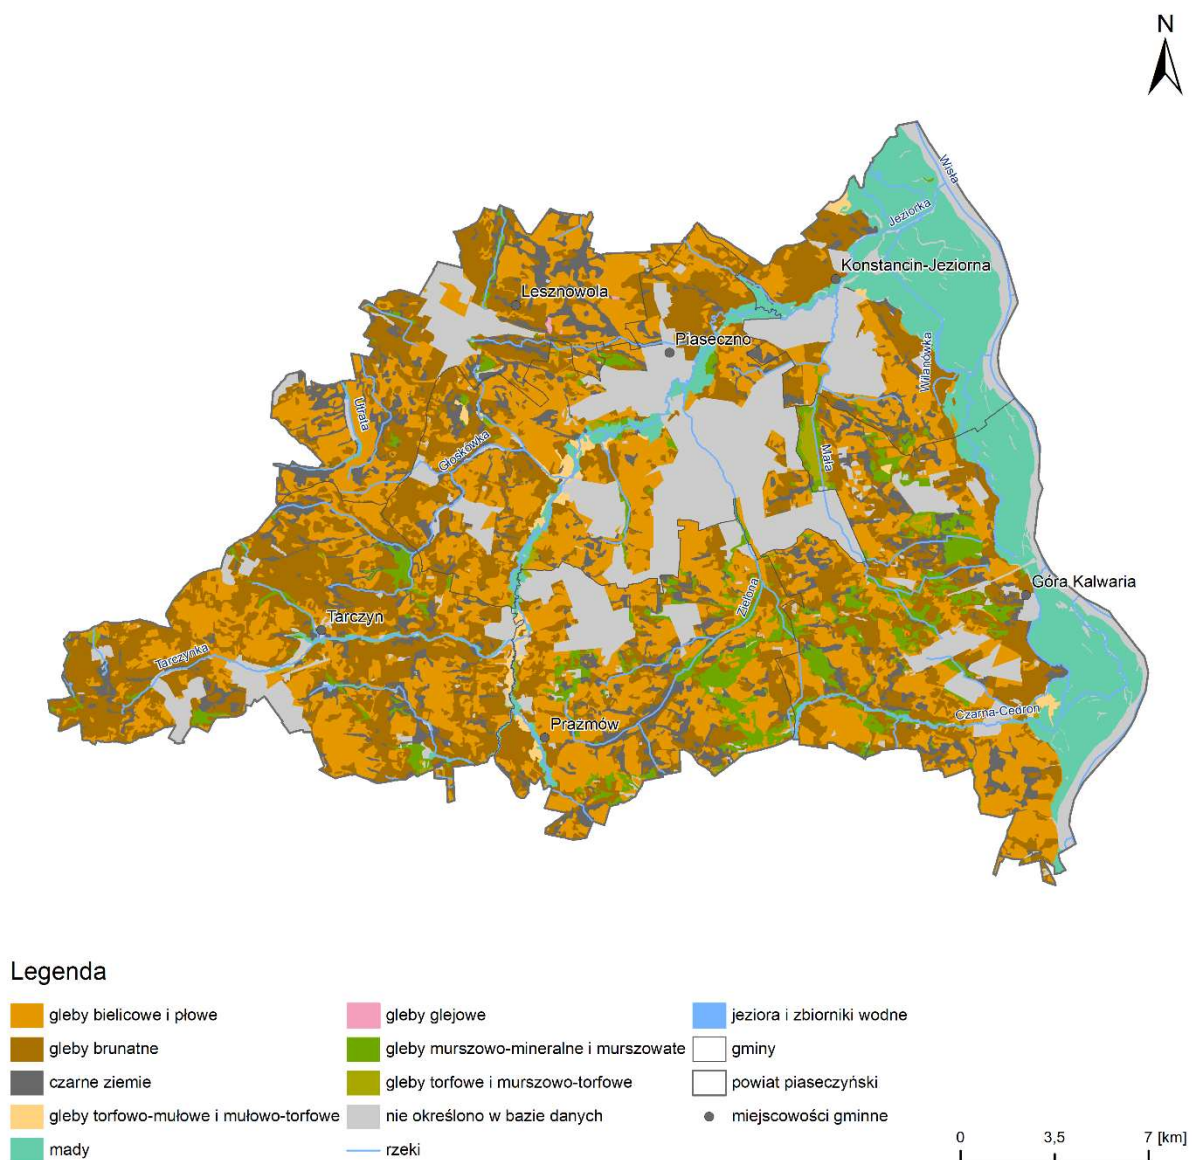 N
Wisła
Jeziorka
Konstancin-Jeziorna
Lesznowola
Piaseczno
Wilanówka
Utrata
Głoskówka
Mała
Góra Kalwaria
Zielona
Tarczyn
Tarczynka
Prażmów
Czarna-Cedron
Legenda
gleby bielicowe i płowe
gleby brunatne
czarne ziemie
gleby torfowo-mułowe i mułowo-torfowe
mady
gleby glejowe
gleby murszowo-mineralne i murszowate
gleby torfowe i murszowo-torfowe
nie określono w bazie danych
rzeki
jeziora i zbiorniki wodne
gminy
powiat piaseczyński
miejscowości gminne
0 3,5 7 [km]